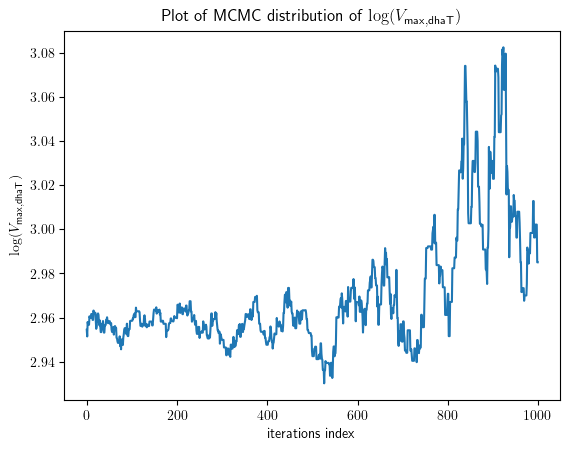 Plot of MCMC distribution of log(V_max,dhaT)
3.08
3.06
3.04
3.02
3.00
2.98
2.96
2.94
log(V_max,dhaT)
0 200 400 600 800 1000
iterations index